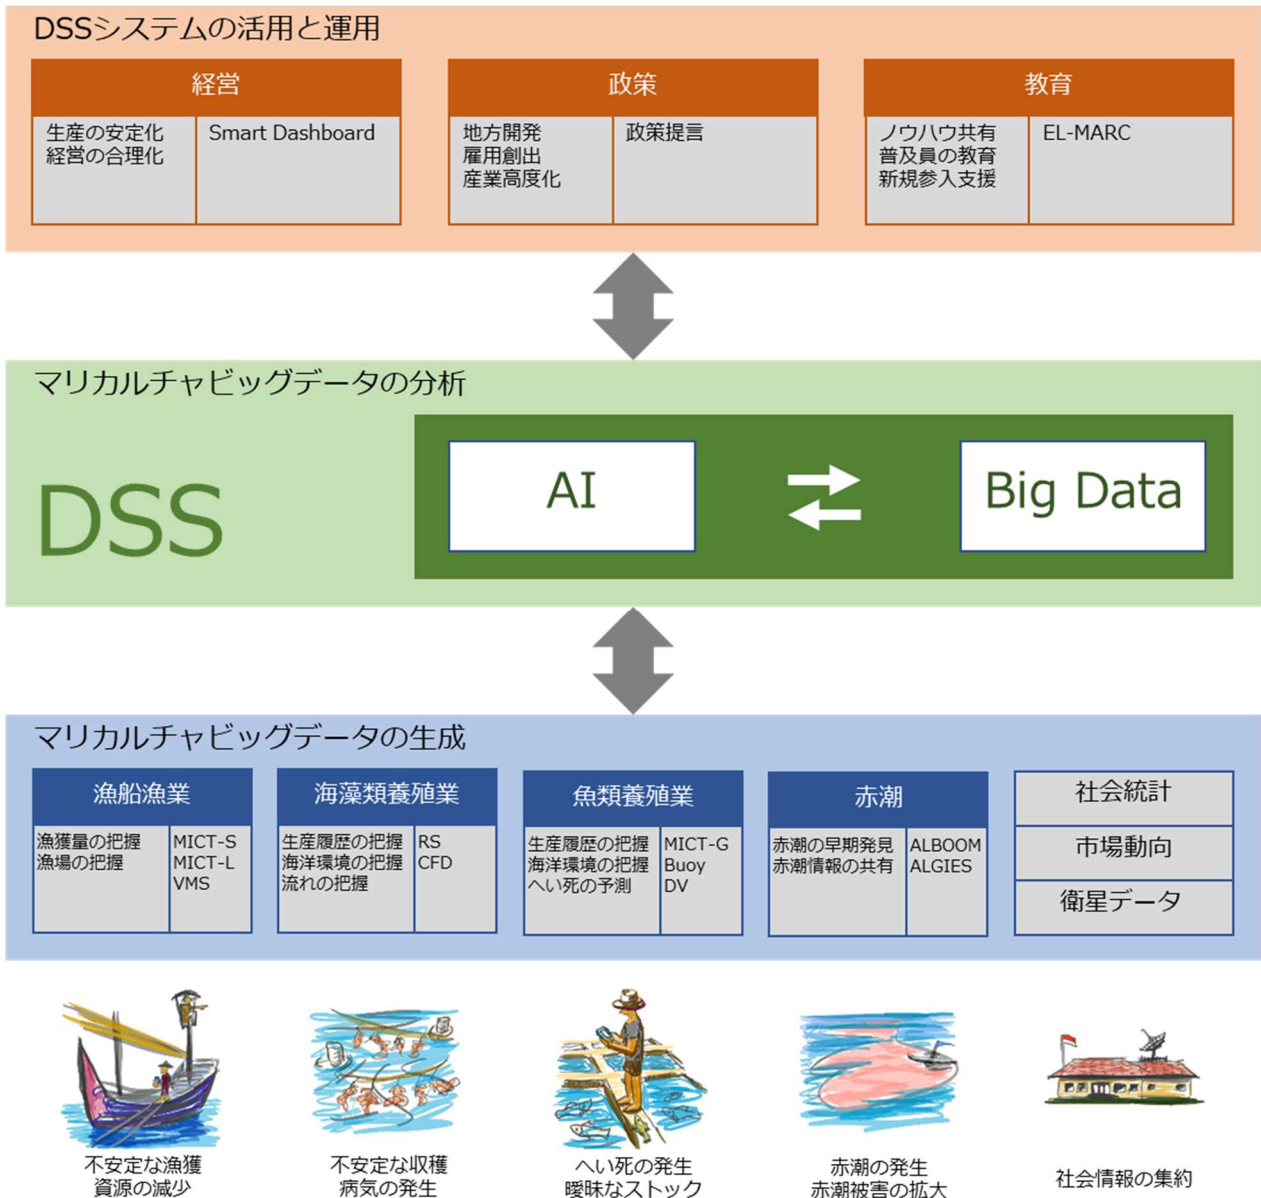 DSSシステムの活用と運用
経営
生産の安定化
経営の合理化
Smart Dashboard
政策
地方開発
雇用創出
産業高度化
政策提言
教育
ノウハウ共有
普及員の教育
新規参入支援
EL-MARC
マリカルチャビッグデータの分析
DSS
AI
Big Data
マリカルチャビッグデータの生成
漁船漁業
漁獲量の把握
漁場の把握
MICT-S
MICT-L
VMS
海藻類養殖業
生産履歴の把握
海洋環境の把握
流れの把握
RS
CFD
魚類養殖業
生産履歴の把握
海洋環境の把握
へい死の予測
MICT-G
Buoy
DV
赤潮
赤潮の早期発見
赤潮情報の共有
ALBOOM
ALGIES
社会統計
市場動向
衛星データ
不安定な漁獲
資源の減少
不安定な収穫
病気の発生
へい死の発生
曖昧なストック
赤潮の発生
赤潮被害の拡大
社会情報の集約